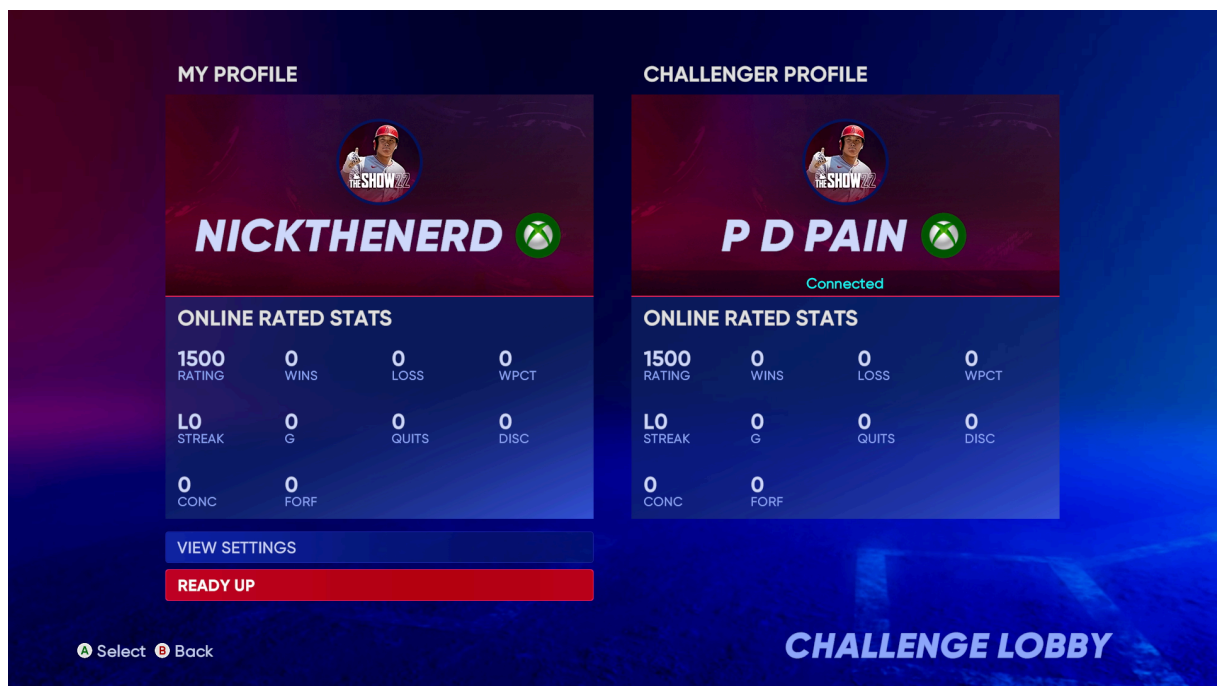 MY PROFILE
THE SHOW 22
NICKTHENERD
ONLINE RATED STATS
1500 0 0 0
RATING WINS LOSS WPCT
L0 0 0 0
STREAK G QUITS DISC
0 0
CONC FORF
VIEW SETTINGS
READY UP
CHALLENGER PROFILE
THE SHOW 22
P D PAIN
Connected
ONLINE RATED STATS
1500 0 0 0
RATING WINS LOSS WPCT
L0 0 0 0
STREAK G QUITS DISC
0 0
CONC FORF
A Select B Back
CHALLENGE LOBBY